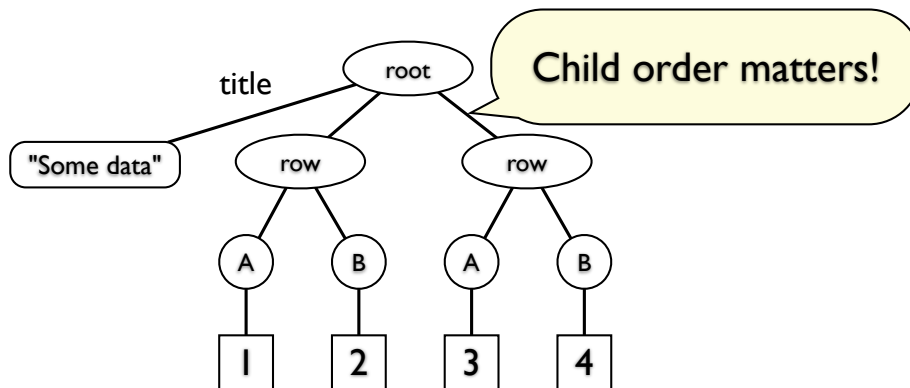 root
Child order matters!
title
"Some data"
row
row
A
B
A
B
1
2
3
4